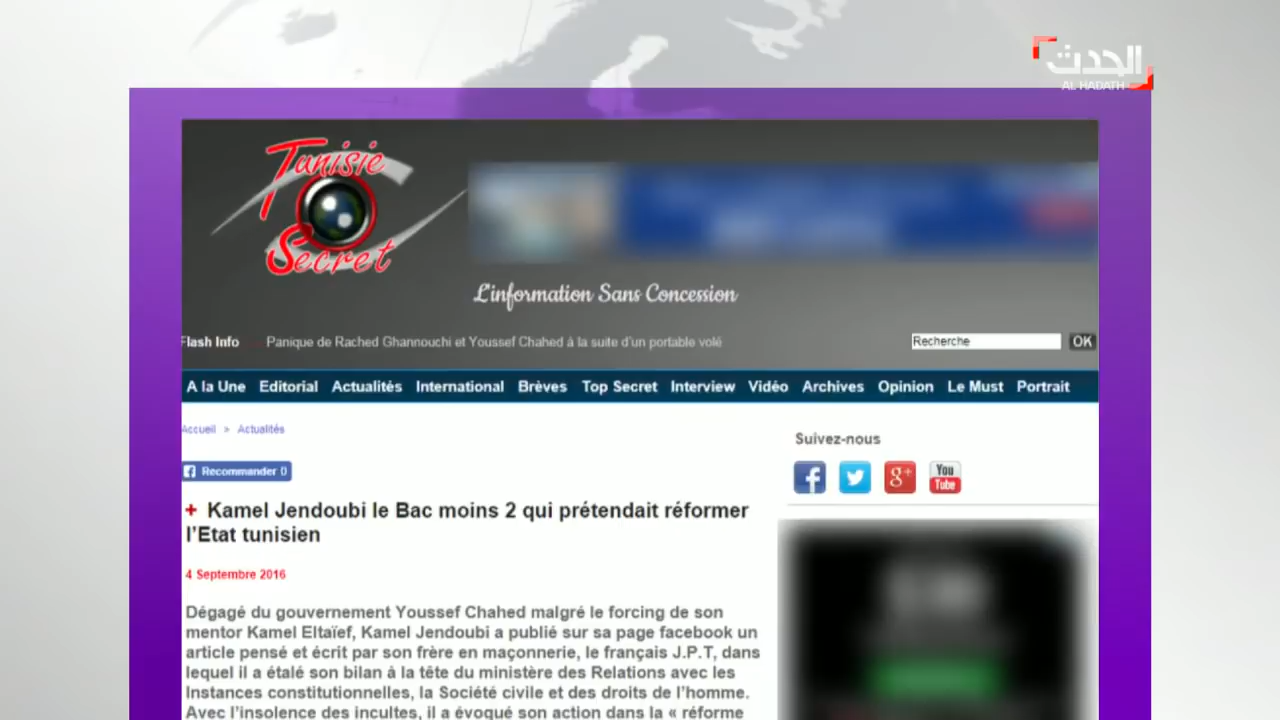 الحدث
AL HADATH
Tunisie
Secret
L'information Sans Concession
Flash Info
Panique de Rached Ghannouchi et Youssef Chahed à la suite d'un portable volé
Recherche
OK
A la Une Editorial Actualités International Brèves Top Secret Interview Vidéo Archives Opinion Le Must Portrait
Accueil > Actualités
Suivez-nous
f Recommander 0
f g+ You Tube
+ Kamel Jendoubi le Bac moins 2 qui prétendait réformer
l'Etat tunisien
4 Septembre 2016
Dégagé du gouvernement Youssef Chahed malgré le forcing de son
mentor Kamel Eltaïef, Kamel Jendoubi a publié sur sa page facebook un
article pensé et écrit par son frère en maçonnerie, le français J.P.T, dans
lequel il a étalé son bilan à la tête du ministère des Relations avec les
Instances constitutionnelles, la Société civile et des droits de l'homme.
Avec l'insolence des incultes, il a évoqué son action dans la « réforme